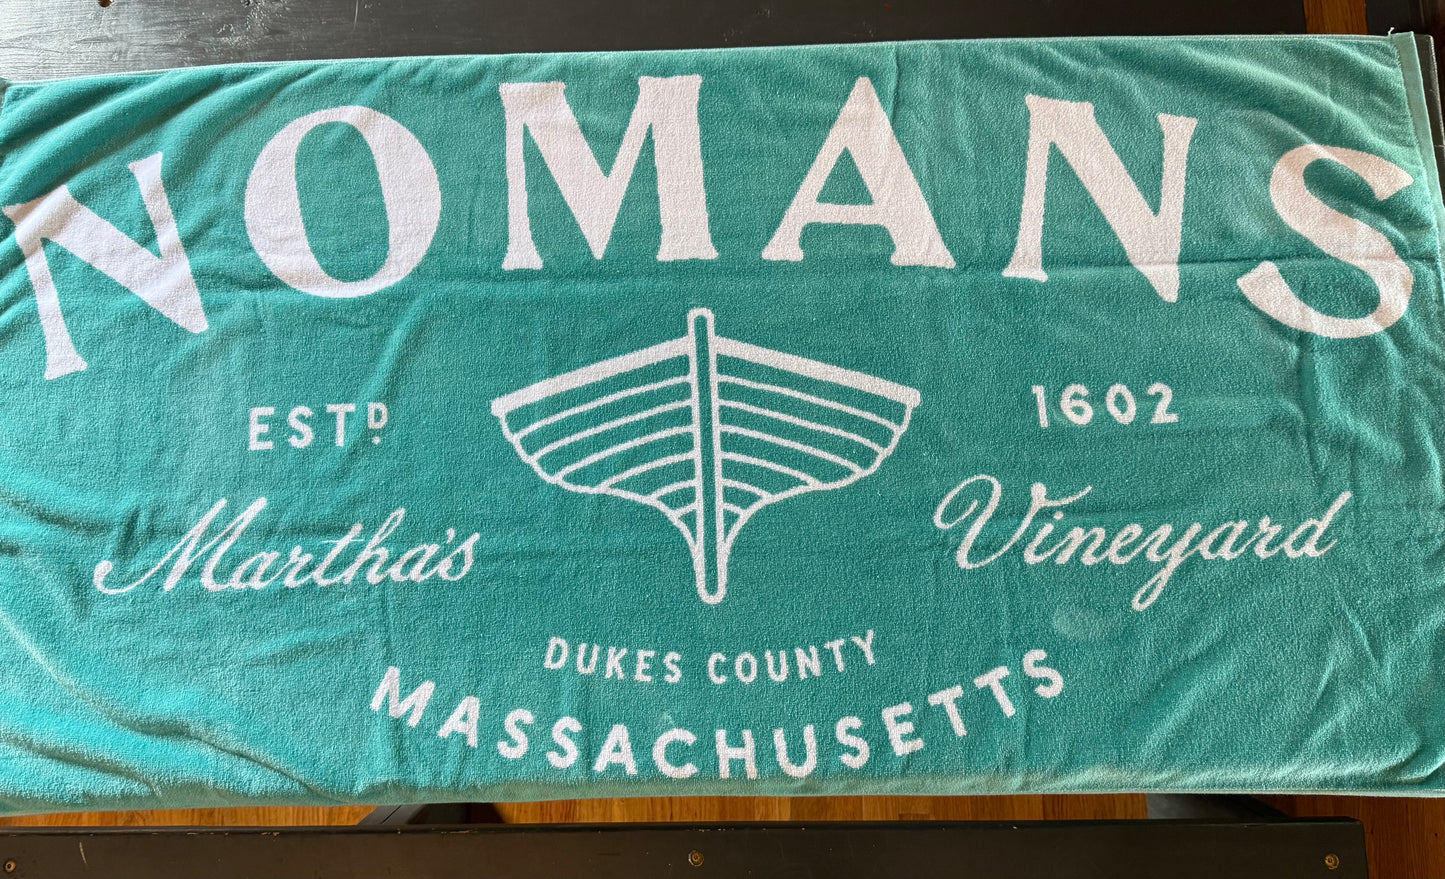 NOMANS
ESTD 1602
Martha's Vineyard
DUKES COUNTY
MASSACHUSETTS